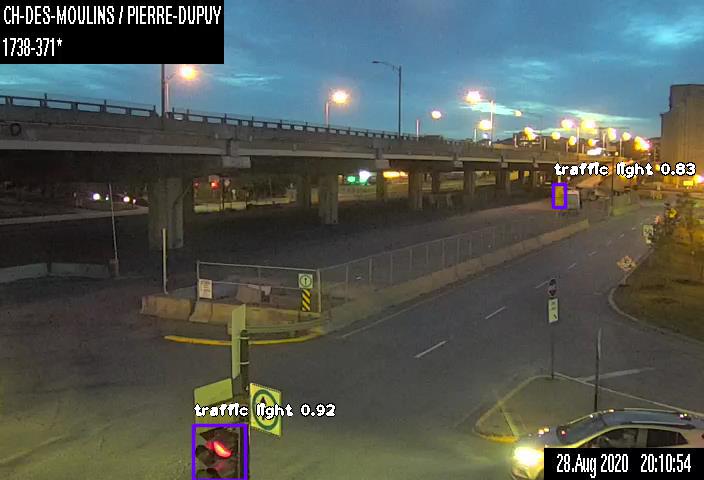 CH-DES-MOULINS / PIERRE-DUPUY
1738-371*
traffic light 0.83
traffic light 0.92
28.Aug 2020 20:10:54